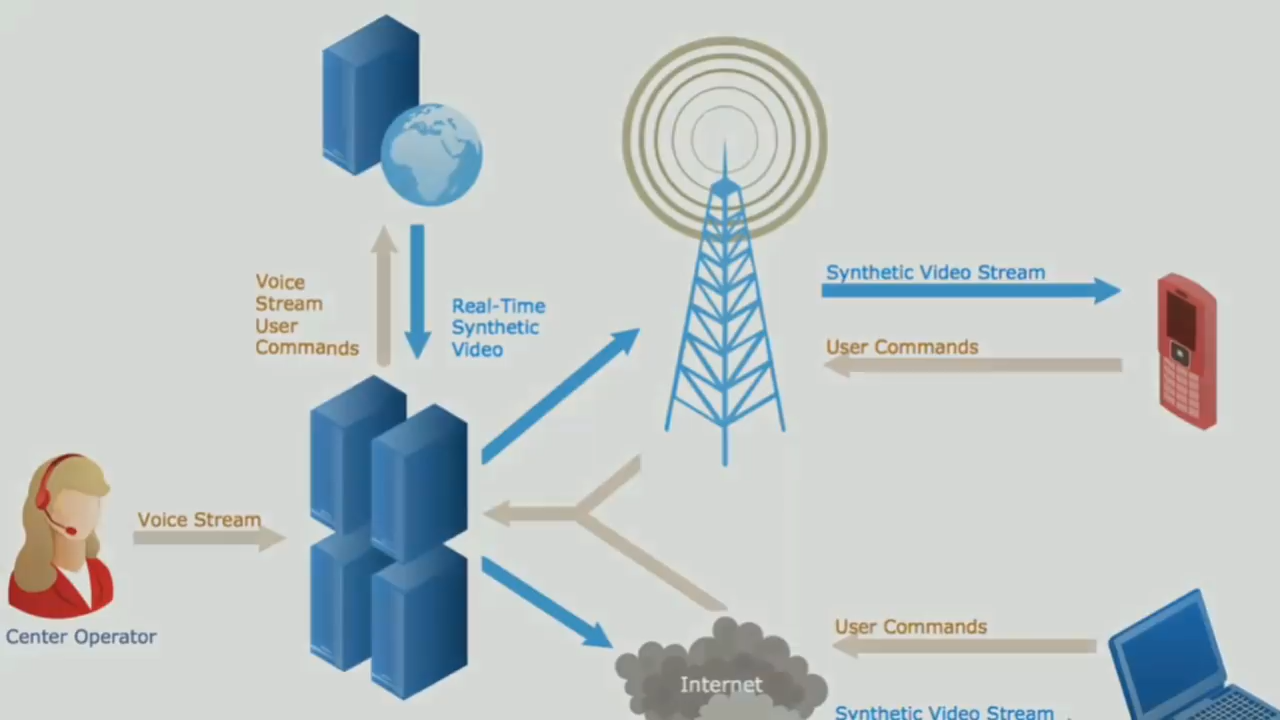 Voice
Stream
User
Commands
Real-Time
Synthetic
Video
Synthetic Video Stream
User Commands
Voice Stream
Center Operator
User Commands
Internet
Synthetic Video Stream